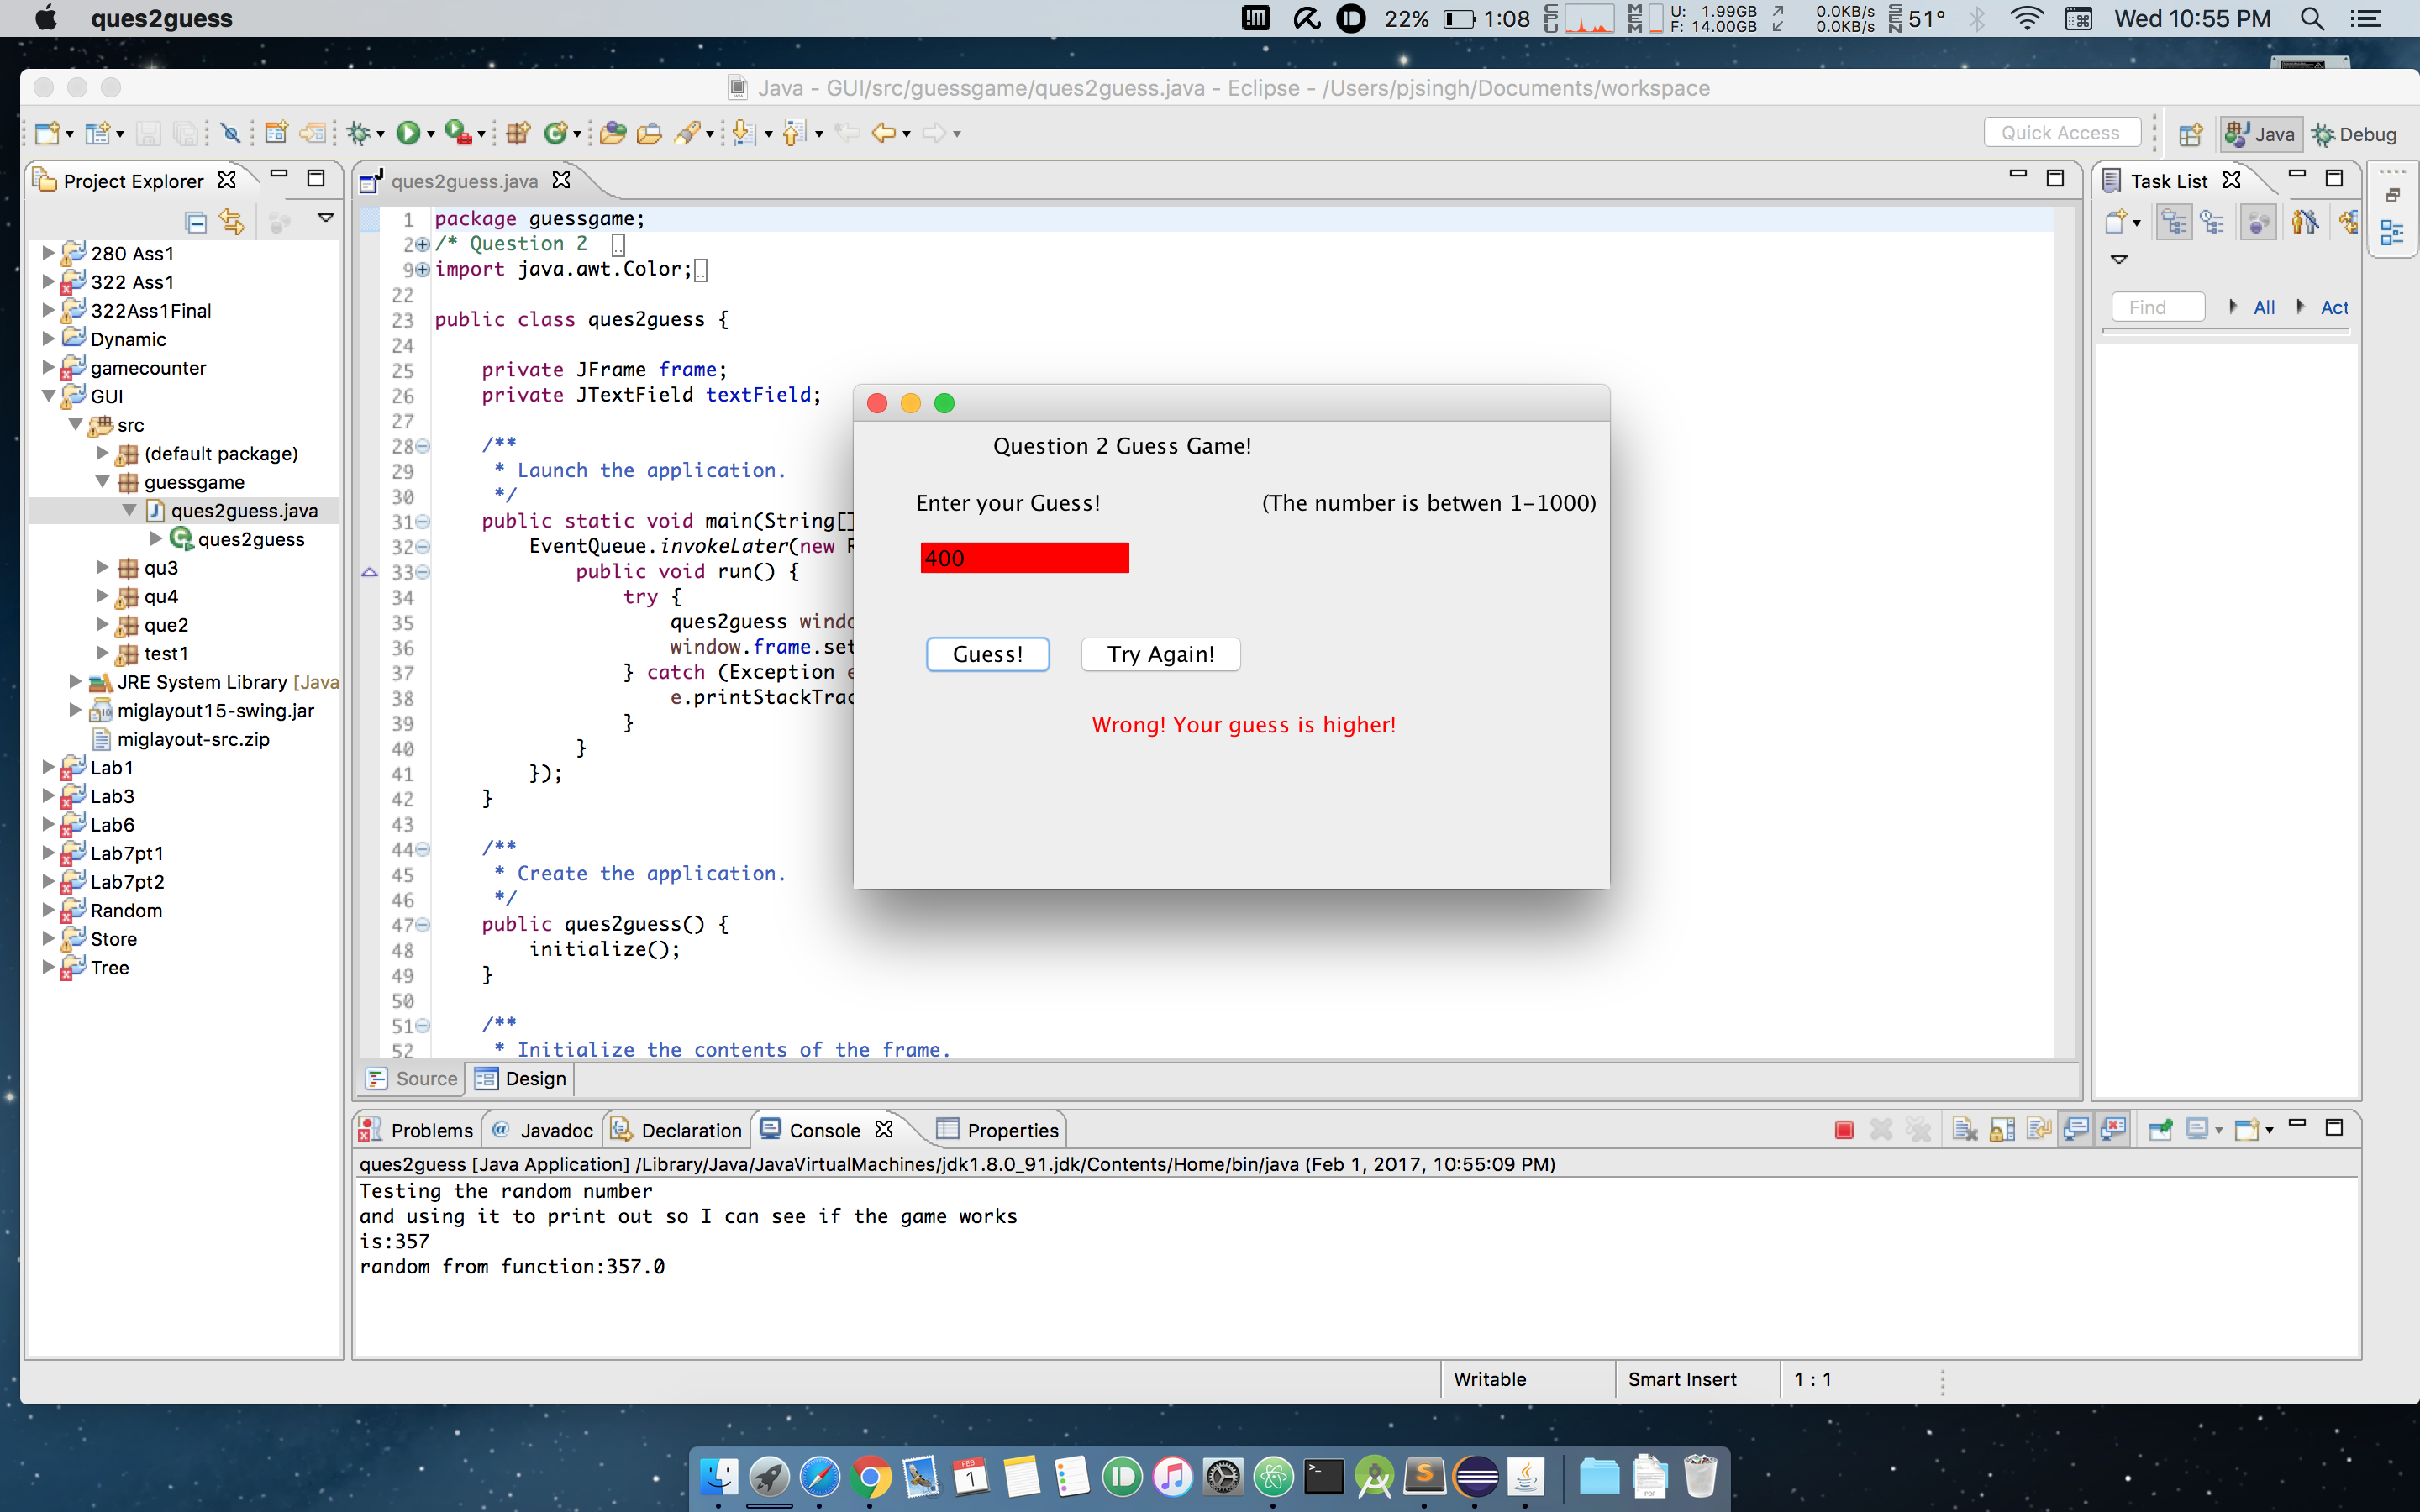 ques2guess
22% 1:08 CPU MEM U: 1.99GB F: 14.00GB 0.0KB/s 0.0KB/s SEN 51° Wed 10:55 PM
Java - GUI/src/guessgame/ques2guess.java - Eclipse - /Users/pjsingh/Documents/workspace
Quick Access Java Debug
Project Explorer
280 Ass1
322 Ass1
322Ass1Final
Dynamic
gamecounter
GUI
src
(default package)
guessgame
ques2guess.java
ques2guess
qu3
qu4
que2
test1
JRE System Library [Java
miglayout15-swing.jar
miglayout-src.zip
Lab1
Lab3
Lab6
Lab7pt1
Lab7pt2
Random
Store
Tree
ques2guess.java
1 package guessgame;
2 /* Question 2
9 import java.awt.Color;
22
23 public class ques2guess {
24
25 private JFrame frame;
26 private JTextField textField;
27
28 /**
29 * Launch the application.
30 */
31 public static void main(String[]
32 EventQueue.invokeLater(new R
33 public void run() {
34 try {
35 ques2guess windo
36 window.frame.set
37 } catch (Exception e
38 e.printStackTrac
39 }
40 }
41 });
42 }
43
44 /**
45 * Create the application.
46 */
47 public ques2guess() {
48 initialize();
49 }
50
51 /**
52 * Initialize the contents of the frame.
Source Design
Question 2 Guess Game!
Enter your Guess! (The number is betwen 1-1000)
400
Guess! Try Again!
Wrong! Your guess is higher!
Task List
Find All Act
Problems @ Javadoc Declaration Console Properties
ques2guess [Java Application] /Library/Java/JavaVirtualMachines/jdk1.8.0_91.jdk/Contents/Home/bin/java (Feb 1, 2017, 10:55:09 PM)
Testing the random number
and using it to print out so I can see if the game works
is:357
random from function:357.0
Writable Smart Insert 1 : 1
FEB
1